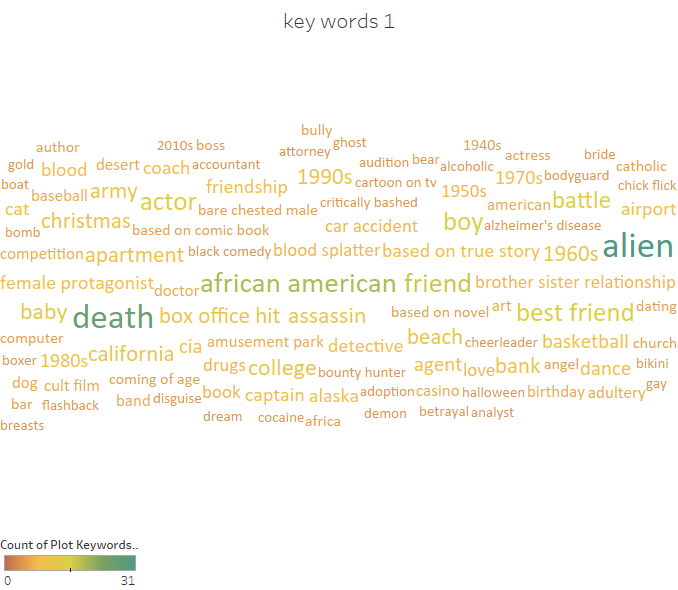 key words 1
bully
author 2010s boss attorney ghost 1940s
gold blood desert coach accountant audition bear alcoholic actress bride catholic
boat baseball army actor friendship 1990s cartoon on tv 1950s 1970s bodyguard chick flick
cat christmas bare chested male critically bashed american battle airport
bomb based on comic book car accident boy alzheimer's disease
competition apartment black comedy blood splatter based on true story 1960s alien
female protagonist doctor african american friend brother sister relationship
baby death box office hit assassin based on novel art best friend dating
computer cia amusement park detective beach cheerleader basketball church
boxer 1980s california drugs college bounty hunter agent love bank angel dance bikini
dog cult film coming of age book captain alaska adoption casino halloween birthday adultery gay
bar flashback band disguise
breasts dream cocaine africa demon betrayal analyst
Count of Plot Keywords..
0 31